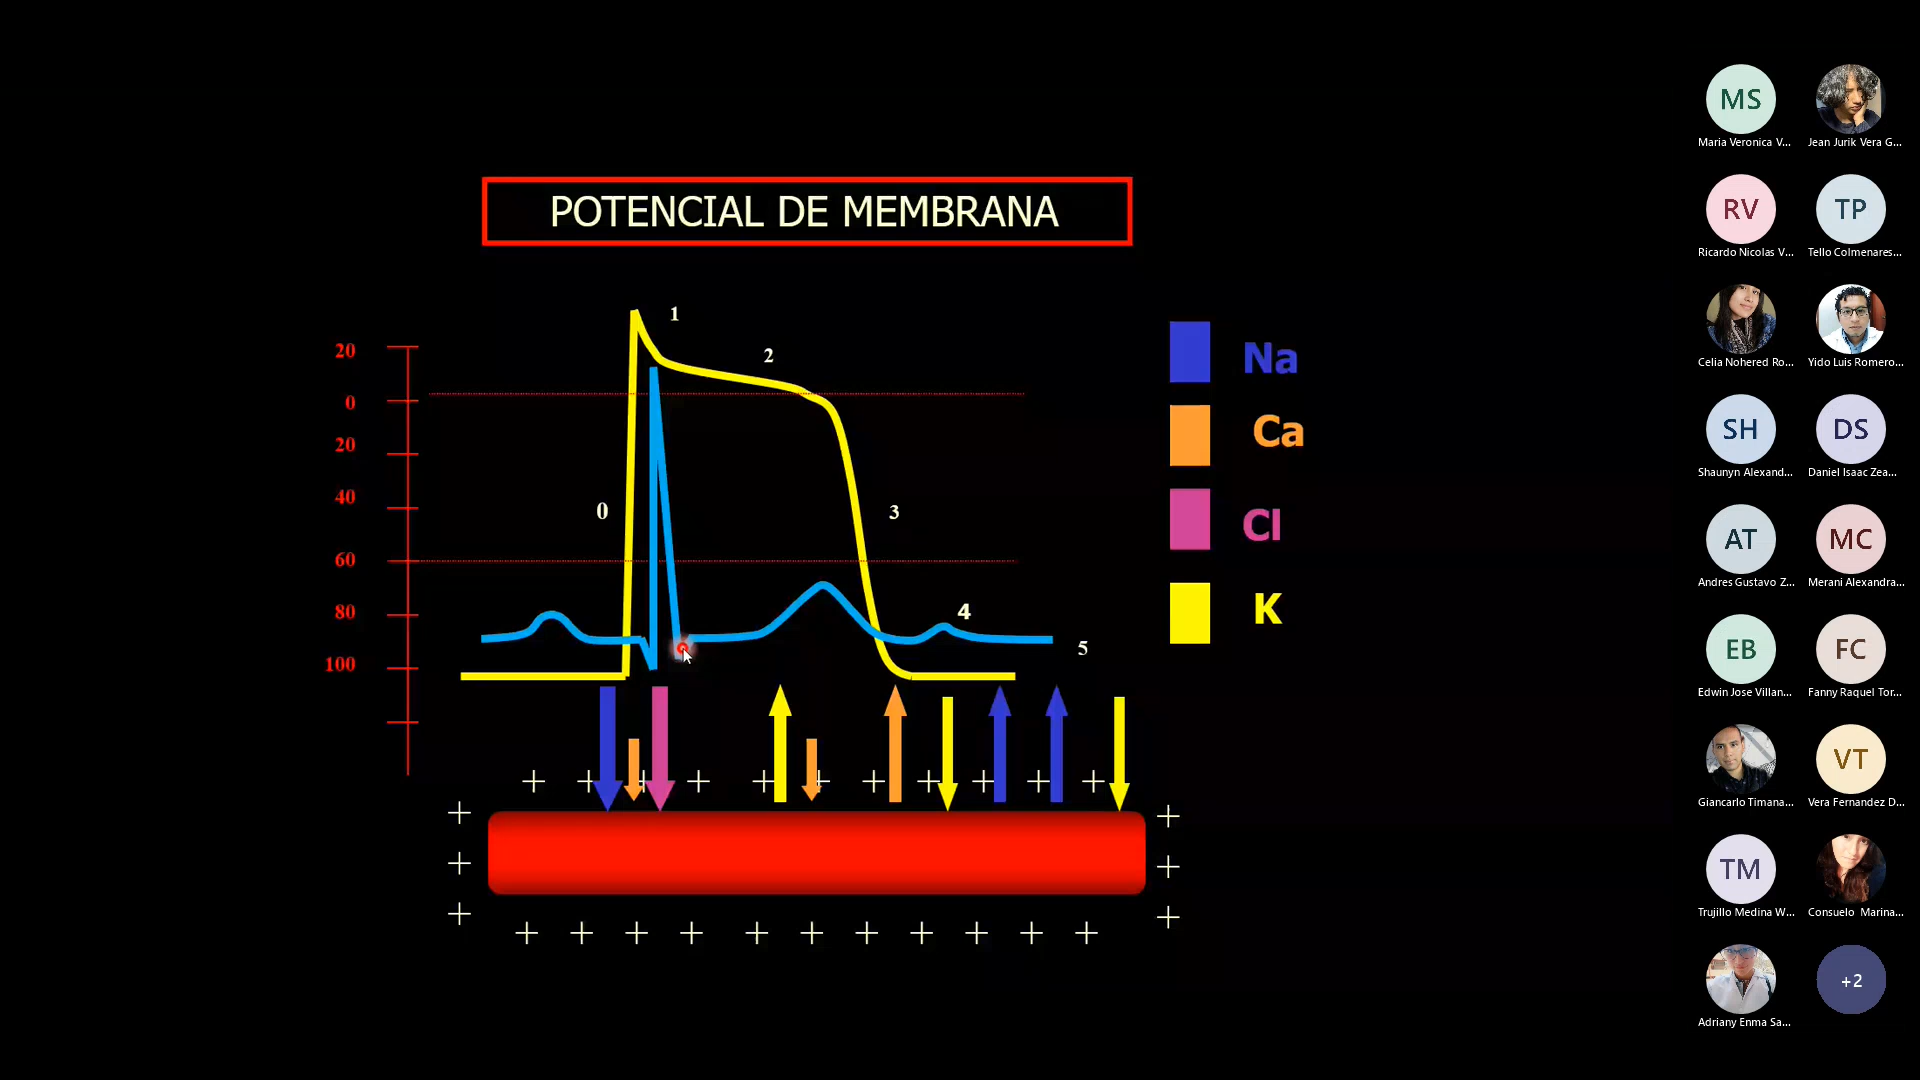 POTENCIAL DE MEMBRANA
1
2
20
0
20
40
60
80
100
0
3
4
5
Na
Ca
Cl
K
MS
Maria Veronica V...
Jean Jurik Vera G...
RV
Ricardo Nicolas V...
TP
Tello Colmenares...
Celia Nohered Ro...
Yido Luis Romero...
SH
Shaunyn Alexand...
DS
Daniel Isaac Zea...
AT
Andres Gustavo Z...
MC
Merani Alexandra...
EB
Edwin Jose Villan...
FC
Fanny Raquel Tor...
Giancarlo Timana...
VT
Vera Fernandez D...
TM
Trujillo Medina W...
Consuelo Marina...
Adriany Enma Sa...
+2